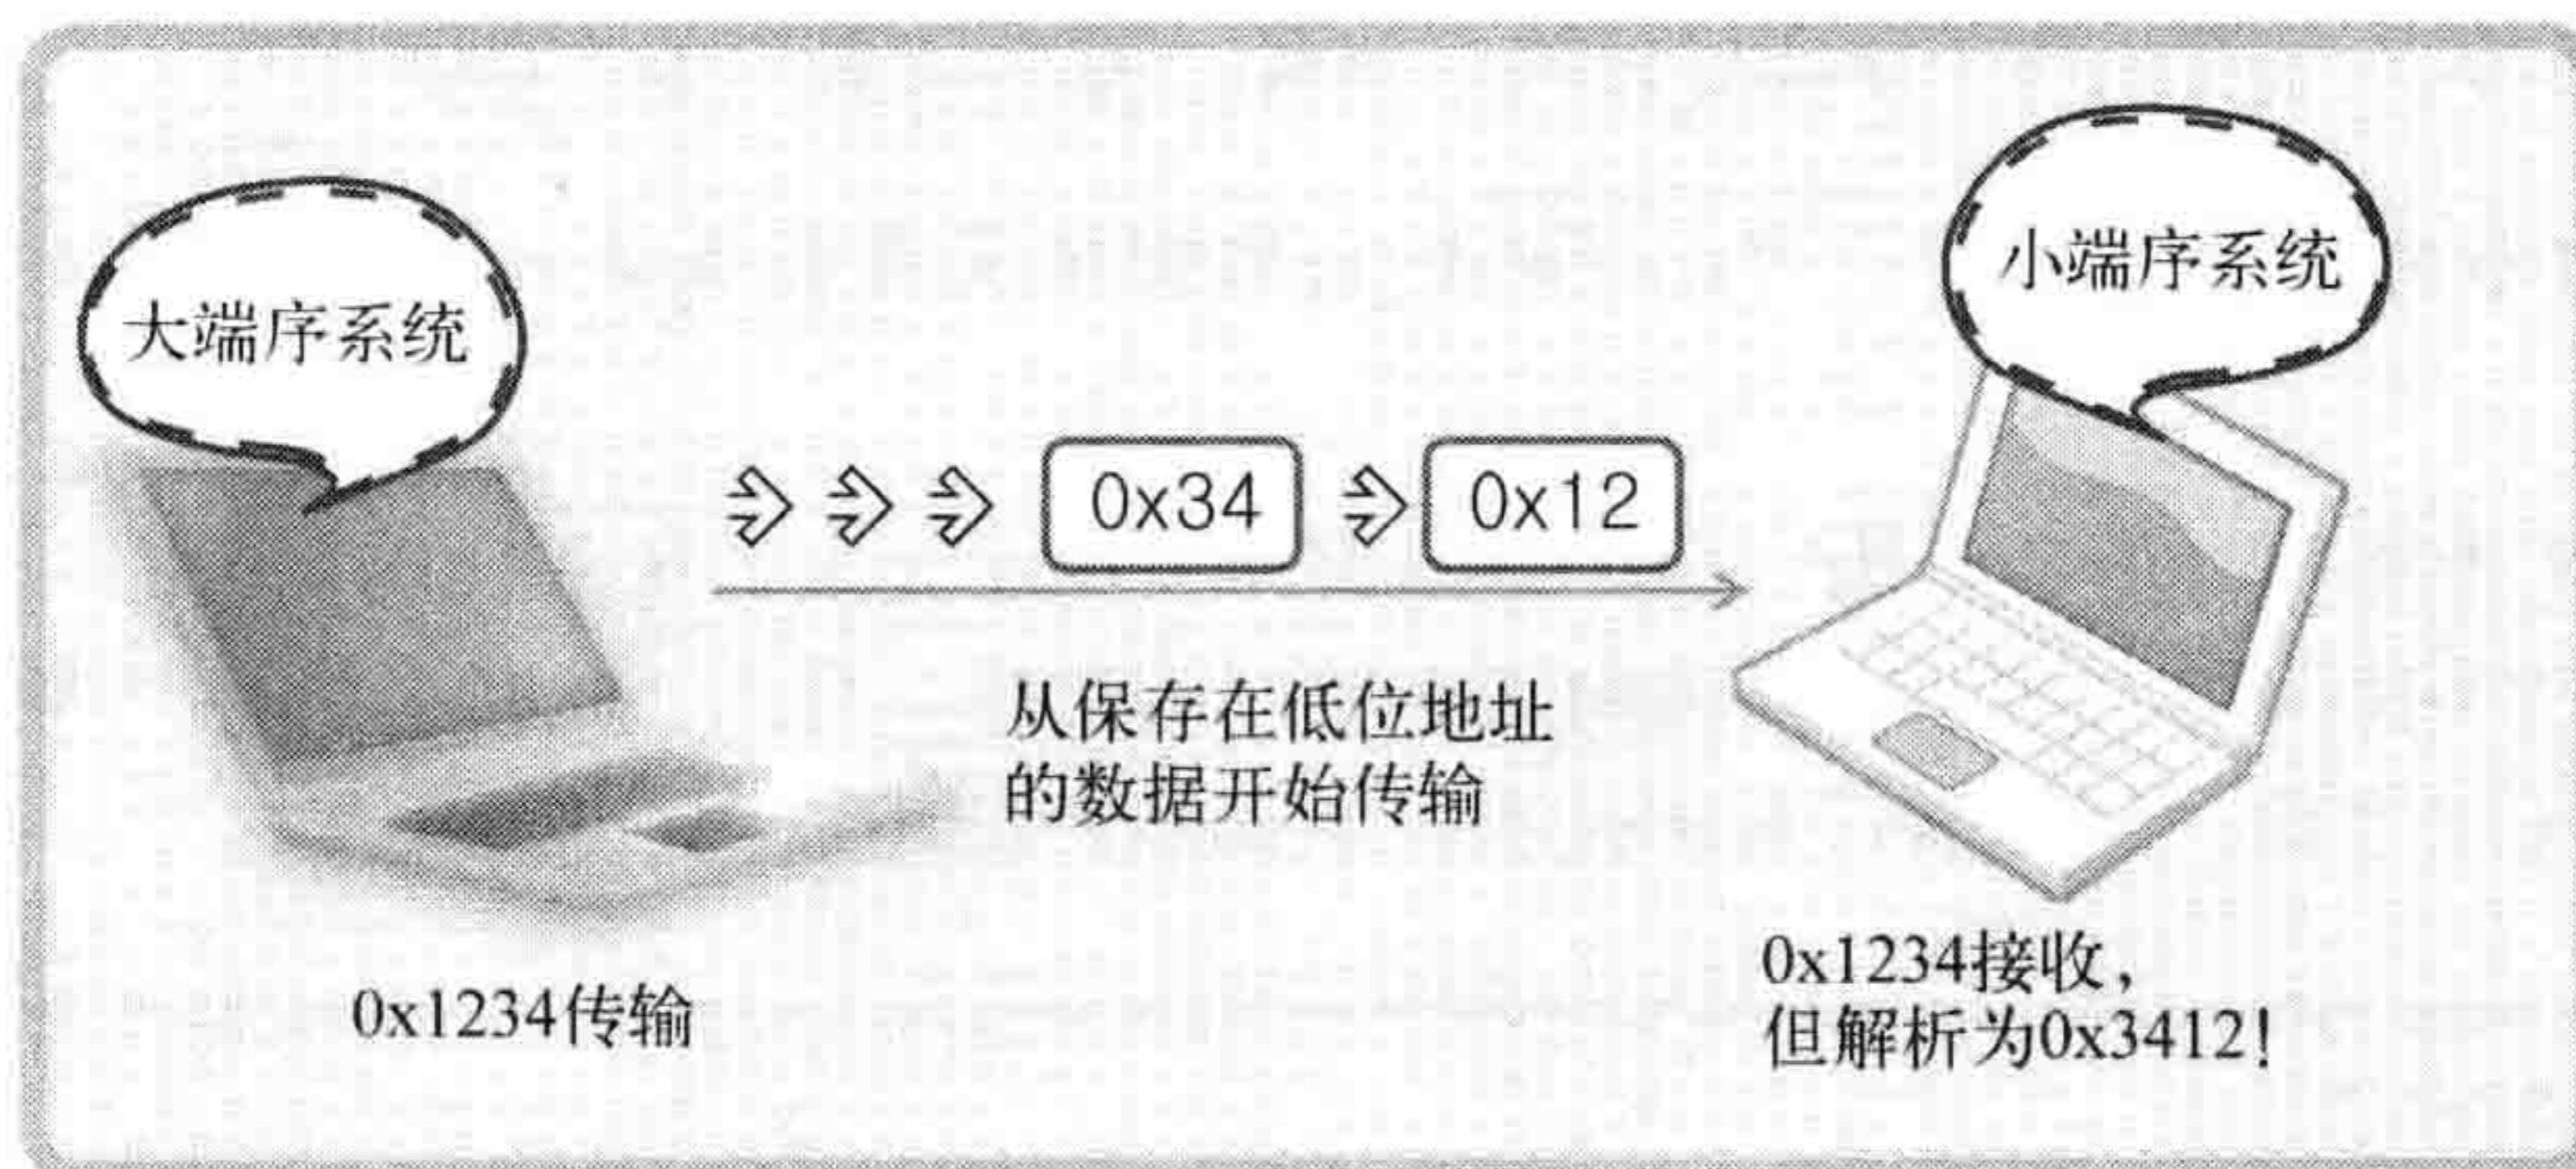 大端序系统
小端序系统
0x34
0x12
从保存在低位地址
的数据开始传输
0x1234传输
0x1234接收，
但解析为0x3412！